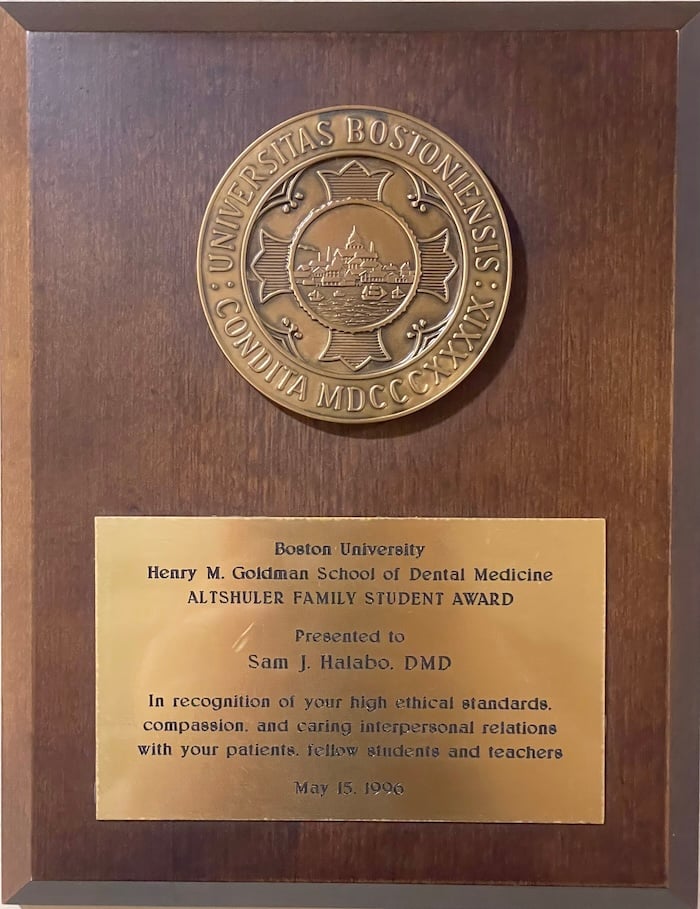 : UNIVERSITAS BOSTONIENSIS :
CONDITA MDCCCXXXIX
Boston University
Henry M. Goldman School of Dental Medicine
ALTSHULER FAMILY STUDENT AWARD
Presented to
Sam J. Halabo, DMD
In recognition of your high ethical standards,
compassion, and caring interpersonal relations
with your patients, fellow students and teachers
May 15, 1996